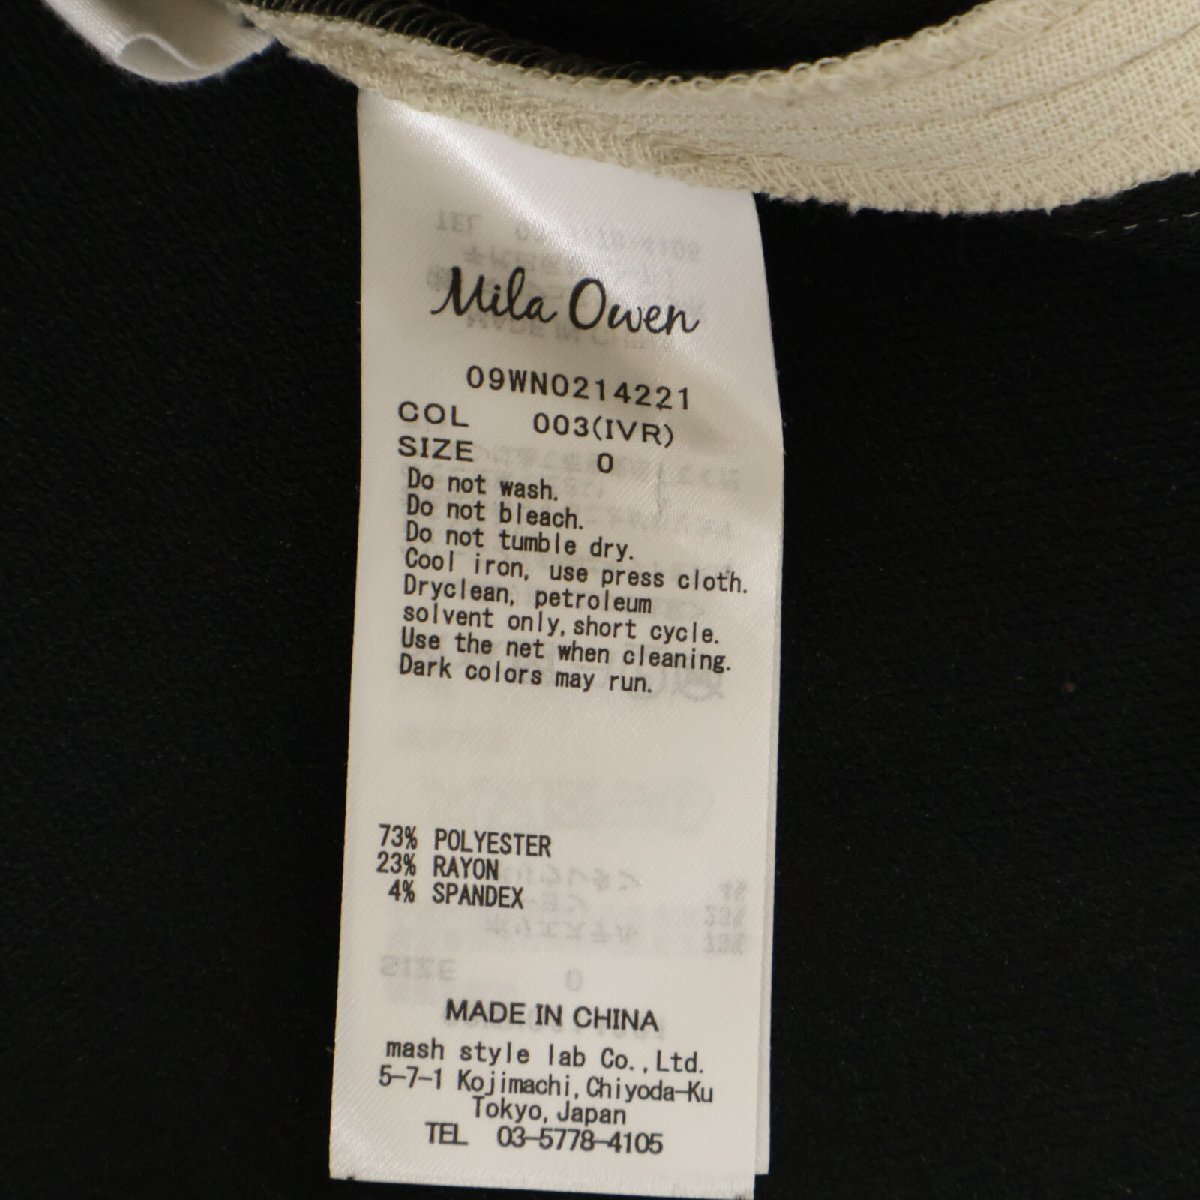 Mila Owen
09WN0214221
COL 003(IVR)
SIZE 0
Do not wash.
Do not bleach.
Do not tumble dry.
Cool iron, use press cloth.
Dryclean, petroleum
solvent only, short cycle.
Use the net when cleaning.
Dark colors may run.
73% POLYESTER
23% RAYON
4% SPANDEX
MADE IN CHINA
mash style lab Co., Ltd.
5-7-1 Kojimachi, Chiyoda-Ku
Tokyo, Japan
TEL 03-5778-4105